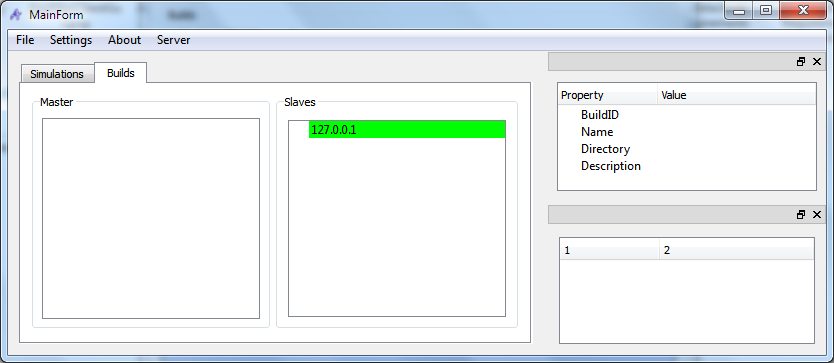 MainForm
File Settings About Server
Simulations Builds
Master
Slaves
127.0.0.1
Property Value
BuildID
Name
Directory
Description
1 2